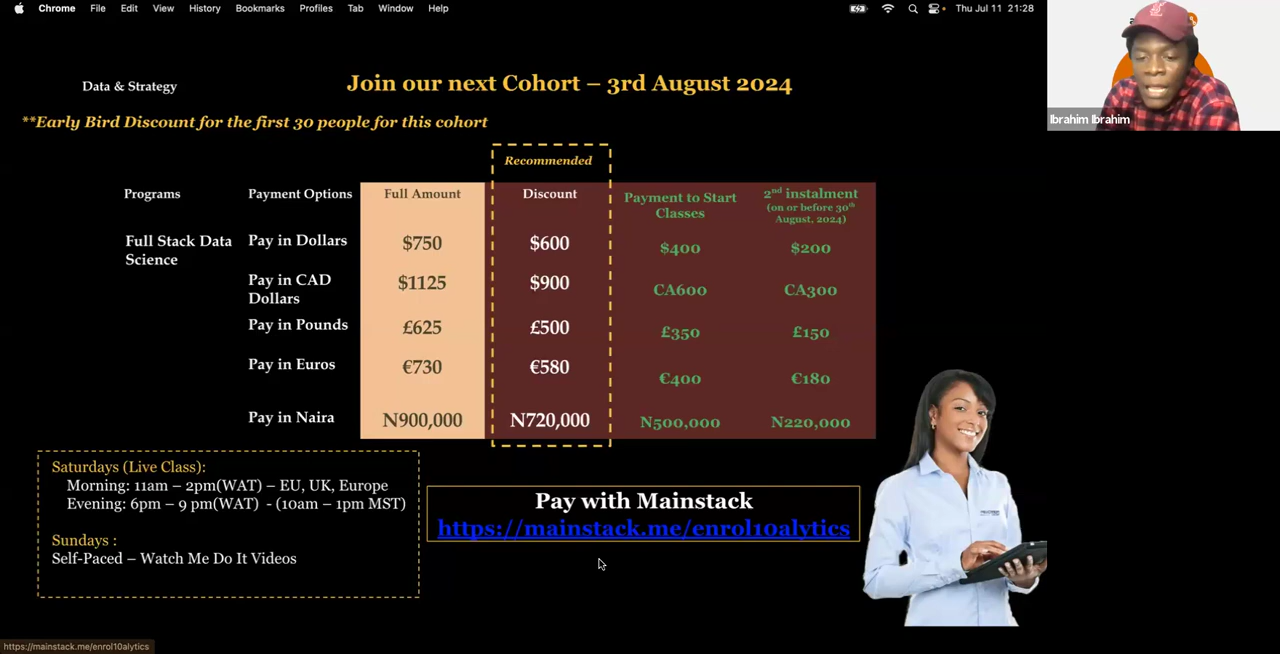 Chrome File Edit View History Bookmarks Profiles Tab Window Help Thu Jul 11 21:28
Data & Strategy
Join our next Cohort – 3rd August 2024
**Early Bird Discount for the first 30 people for this cohort
Recommended
Programs Payment Options Full Amount Discount Payment to Start Classes 2nd instalment (on or before 30th August, 2024)
Full Stack Data Science Pay in Dollars $750 $600 $400 $200
Pay in CAD Dollars $1125 $900 CA600 CA300
Pay in Pounds £625 £500 £350 £150
Pay in Euros €730 €580 €400 €180
Pay in Naira N900,000 N720,000 N500,000 N220,000
Saturdays (Live Class):
Morning: 11am – 2pm(WAT) – EU, UK, Europe
Evening: 6pm – 9 pm(WAT) - (10am – 1pm MST)
Sundays :
Self-Paced – Watch Me Do It Videos
Pay with Mainstack
https://mainstack.me/enrol10alytics
Ibrahim Ibrahim
https://mainstack.me/enrol10alytics